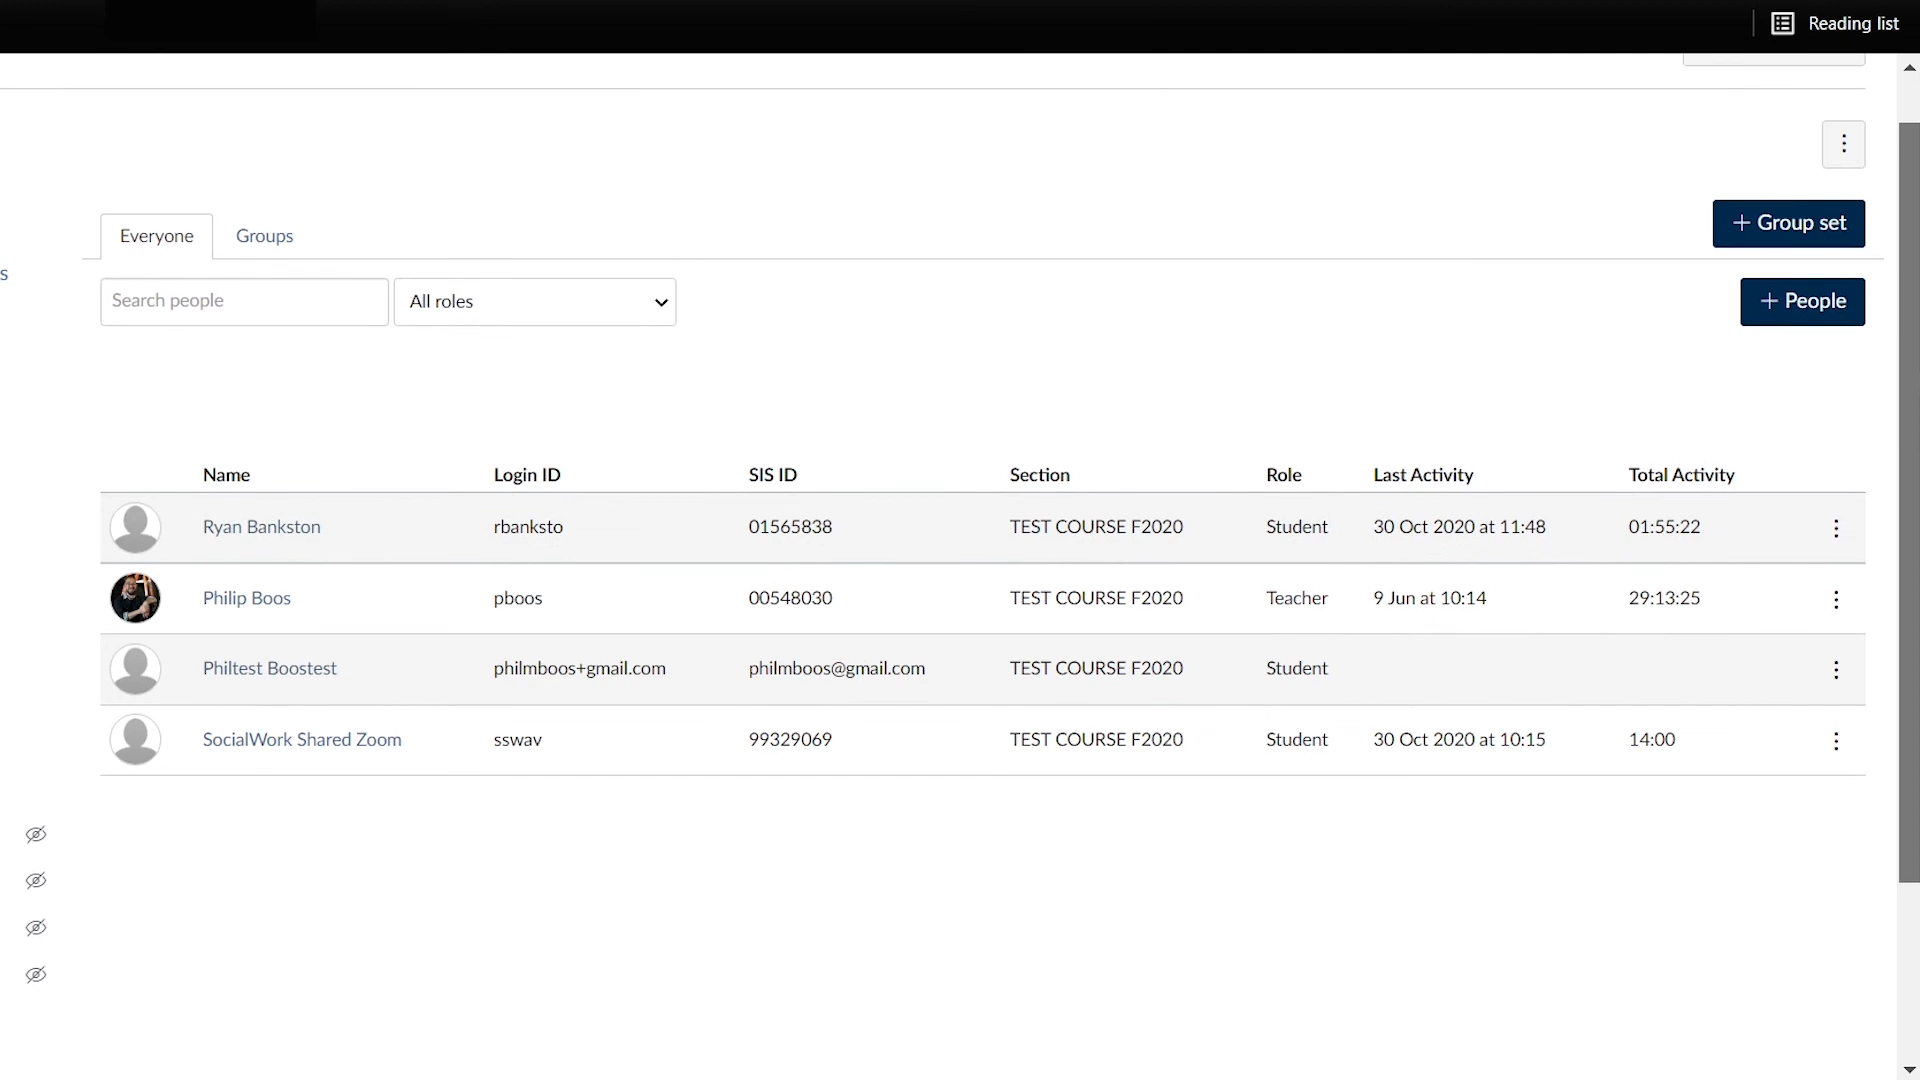 Reading list
+ Group set
Everyone Groups
s
Search people All roles + People
Name Login ID SIS ID Section Role Last Activity Total Activity
Ryan Bankston rbanksto 01565838 TEST COURSE F2020 Student 30 Oct 2020 at 11:48 01:55:22
Philip Boos pboos 00548030 TEST COURSE F2020 Teacher 9 Jun at 10:14 29:13:25
Philtest Boostest philmboos+gmail.com philmboos@gmail.com TEST COURSE F2020 Student
SocialWork Shared Zoom sswav 99329069 TEST COURSE F2020 Student 30 Oct 2020 at 10:15 14:00